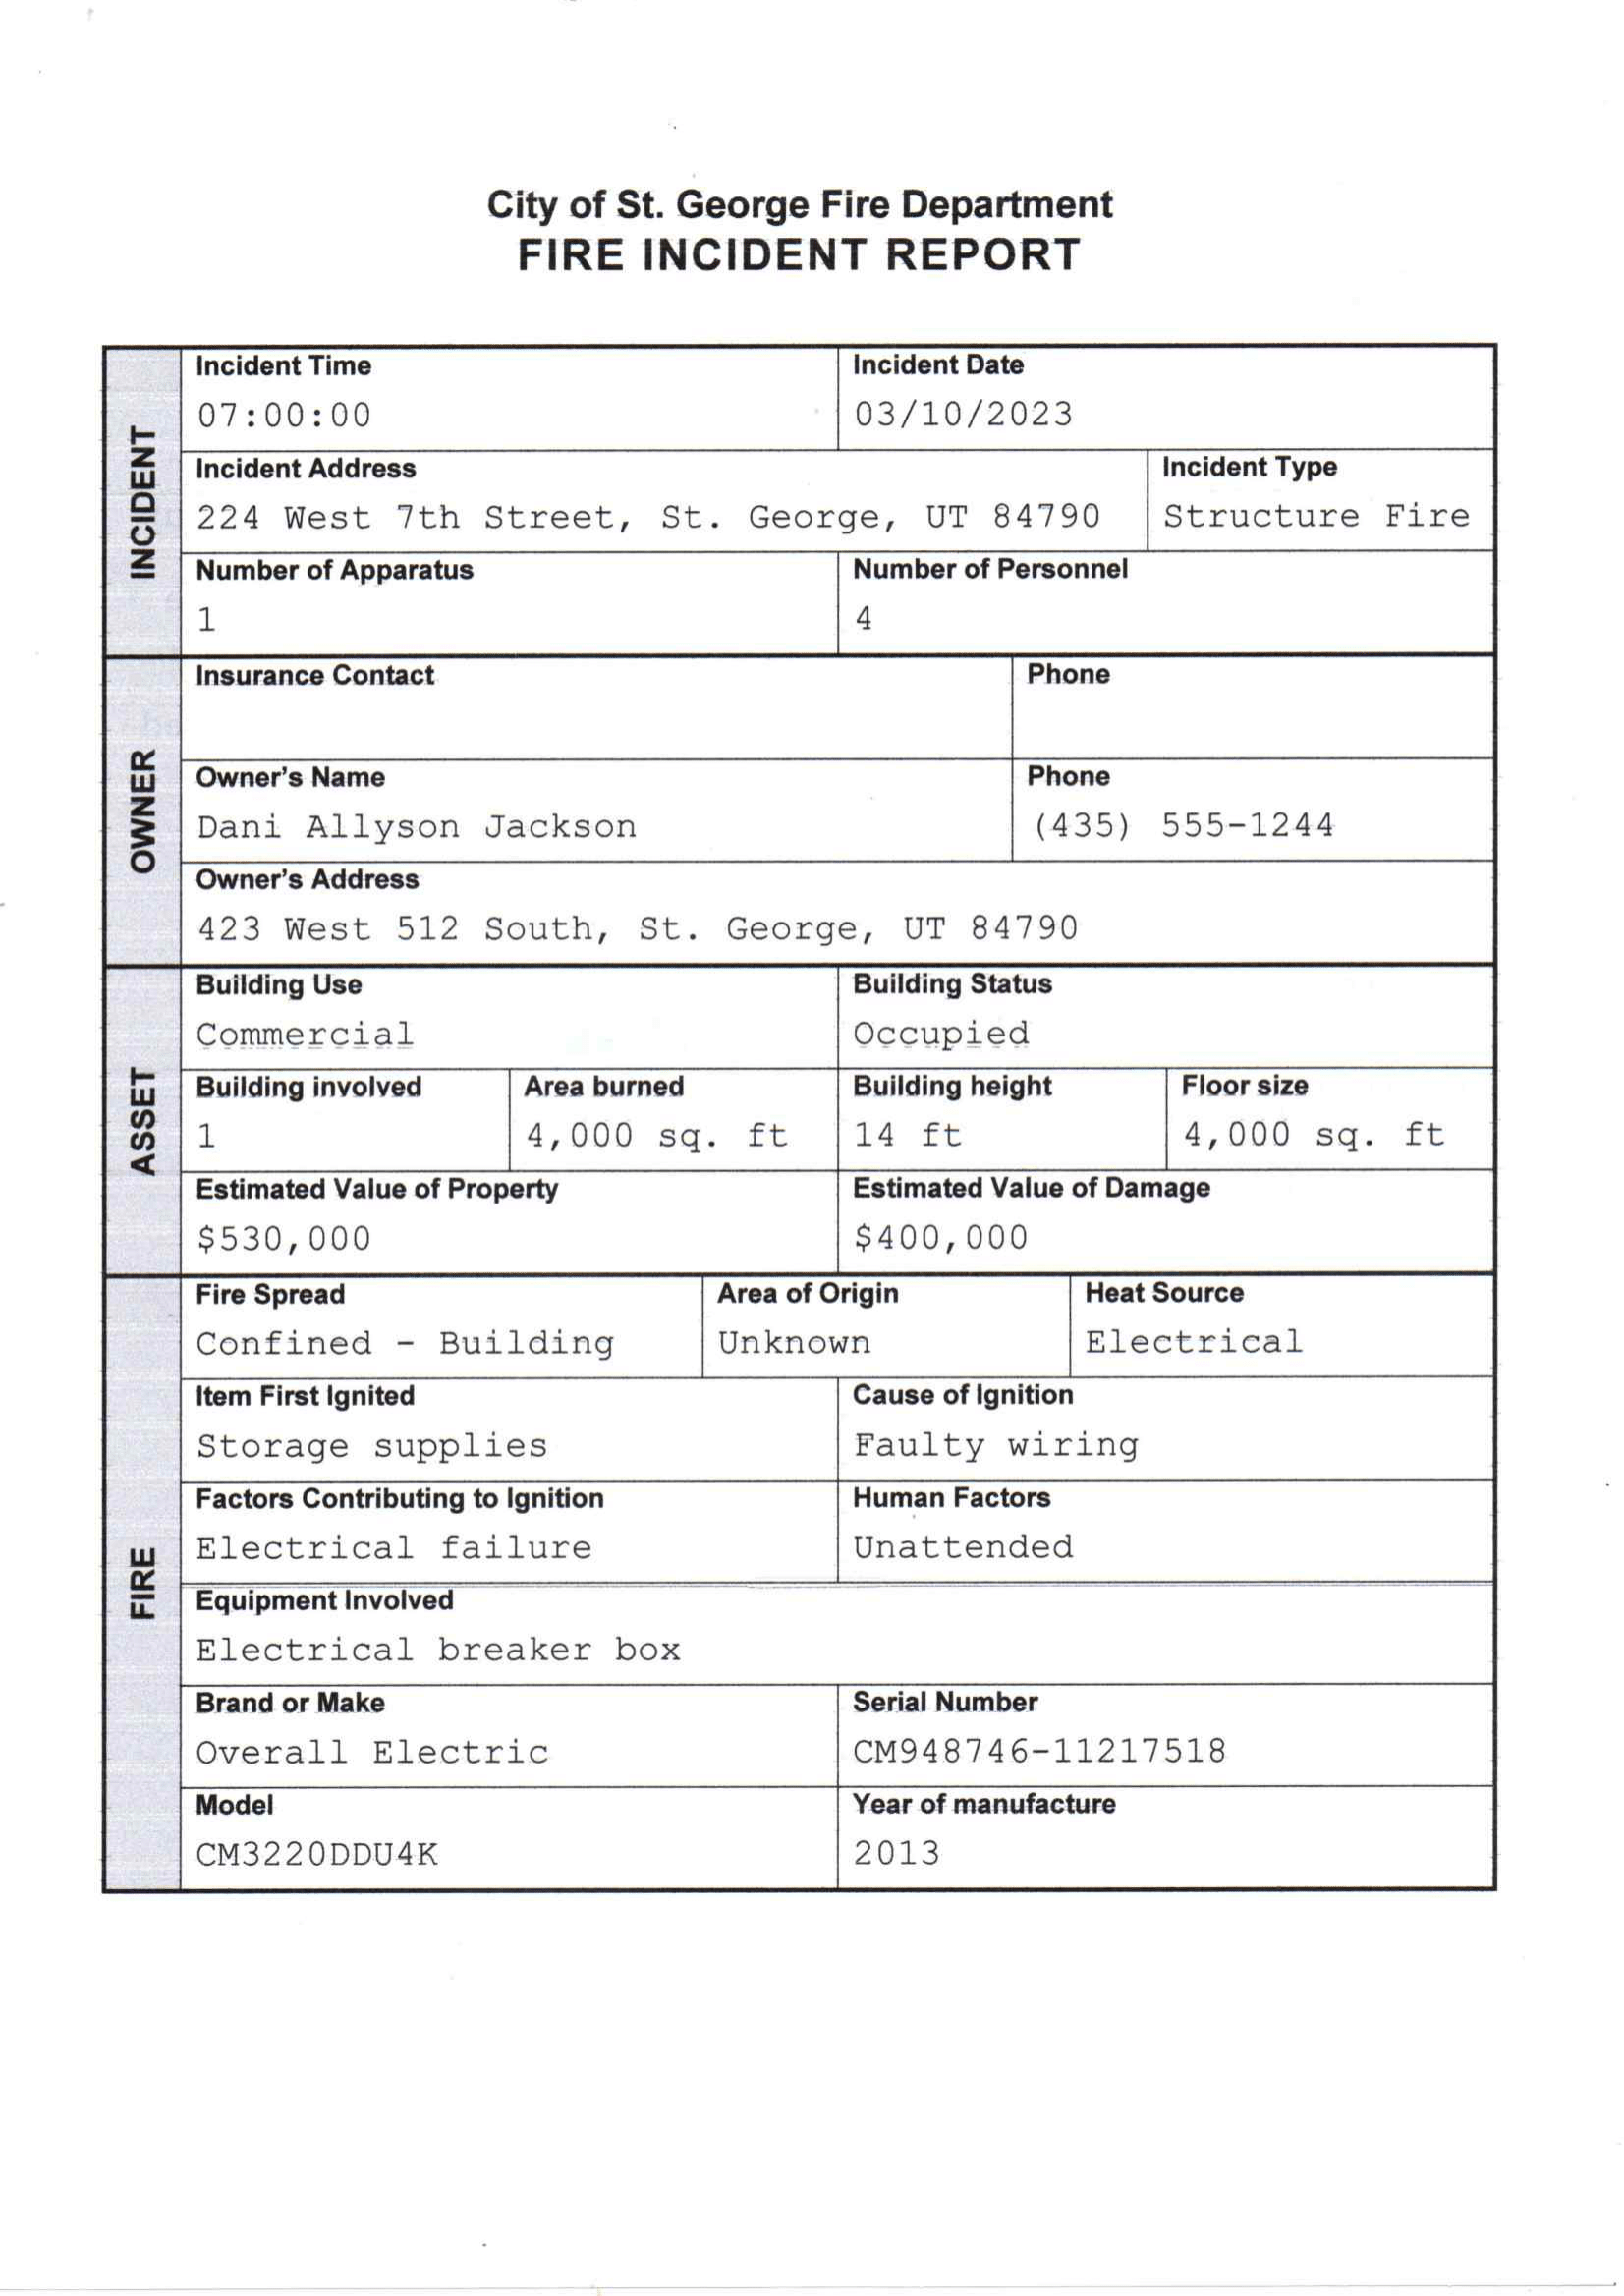 City of St. George Fire Department
FIRE INCIDENT REPORT
INCIDENT
Incident Time
07:00:00
Incident Date
03/10/2023
Incident Address
224 West 7th Street, St. George, UT 84790
Incident Type
Structure Fire
Number of Apparatus
1
Number of Personnel
4
OWNER
Insurance Contact
Phone
Owner's Name
Dani Allyson Jackson
Phone
(435) 555-1244
Owner's Address
423 West 512 South, St. George, UT 84790
ASSET
Building Use
Commercial
Building Status
Occupied
Building involved
1
Area burned
4,000 sq. ft
Building height
14 ft
Floor size
4,000 sq. ft
Estimated Value of Property
$530,000
Estimated Value of Damage
$400,000
FIRE
Fire Spread
Confined - Building
Area of Origin
Unknown
Heat Source
Electrical
Item First Ignited
Storage supplies
Cause of Ignition
Faulty wiring
Factors Contributing to Ignition
Electrical failure
Human Factors
Unattended
Equipment Involved
Electrical breaker box
Brand or Make
Overall Electric
Serial Number
CM948746-11217518
Model
CM3220DDU4K
Year of manufacture
2013